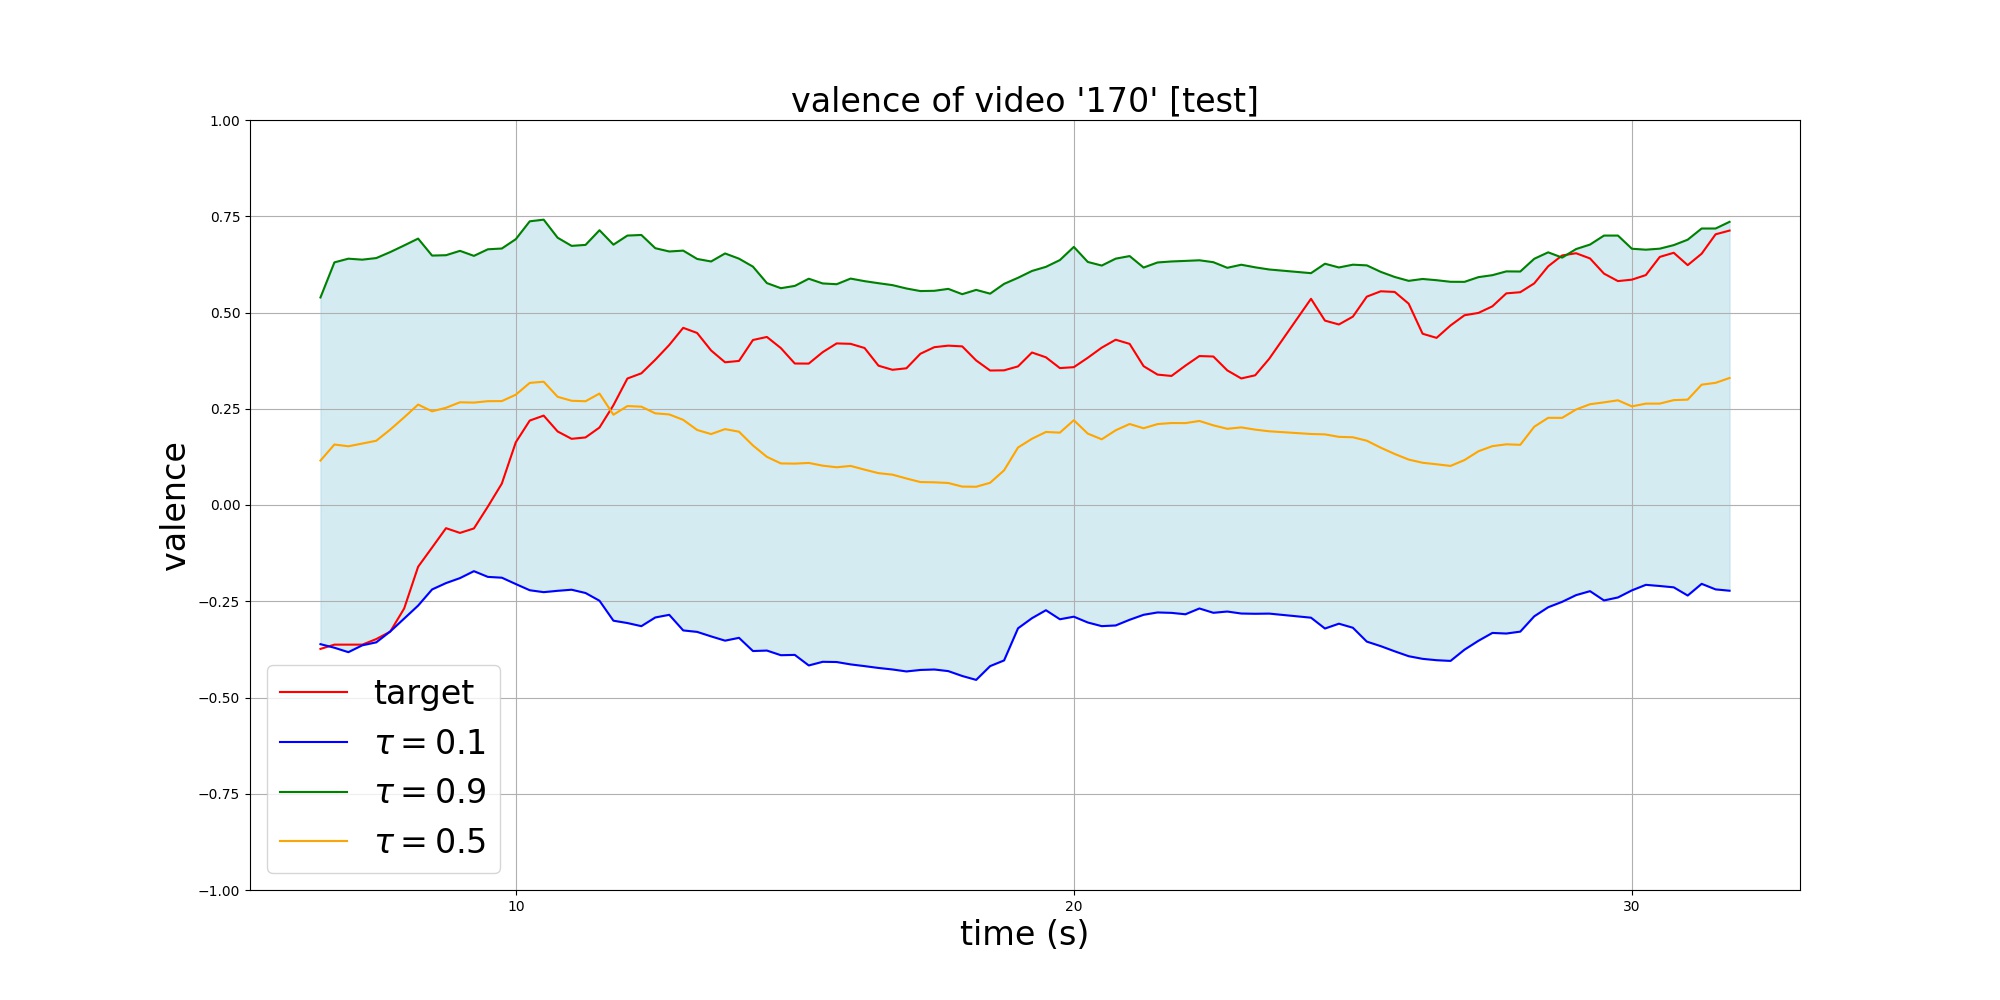 valence of video '170' [test]
1.00
0.75
0.50
0.25
0.00
−0.25
−0.50
−0.75
−1.00
valence
target
τ = 0.1
τ = 0.9
τ = 0.5
10
20
30
time (s)